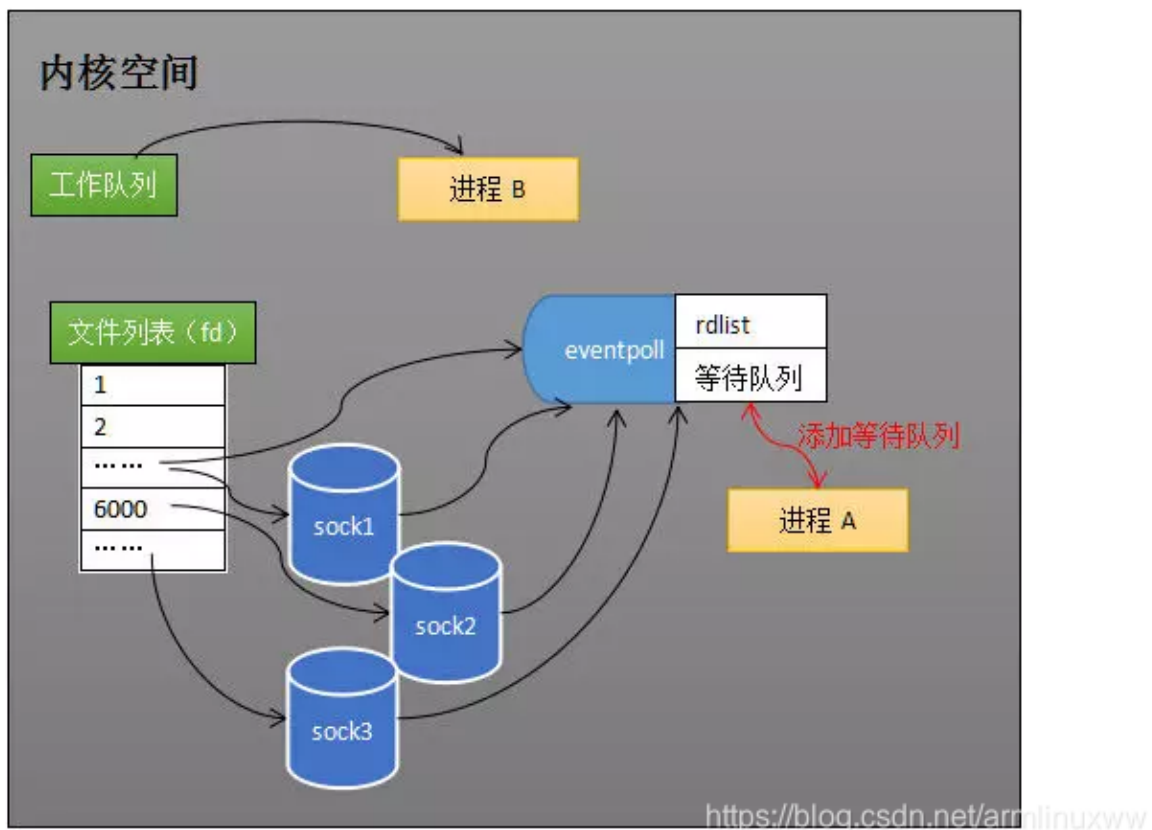 内核空间
工作队列
进程 B
文件列表（fd）
1
2
……
6000
……
eventpoll
rdlist
等待队列
添加等待队列
进程 A
sock1
sock2
sock3
https://blog.csdn.net/armlinuxww